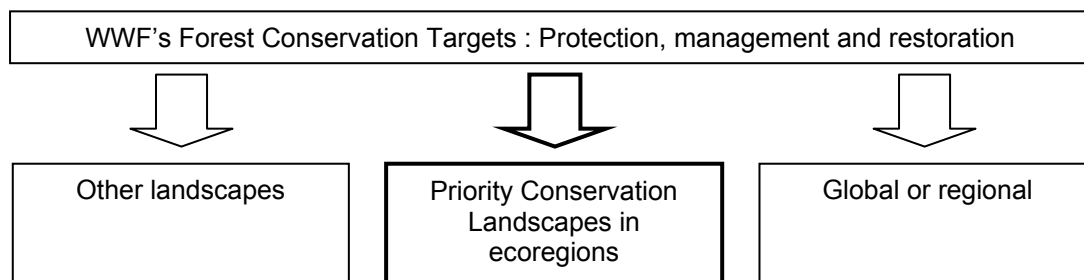 WWF's Forest Conservation Targets : Protection, management and restoration
Other landscapes
Priority Conservation
Landscapes in
ecoregions
Global or regional